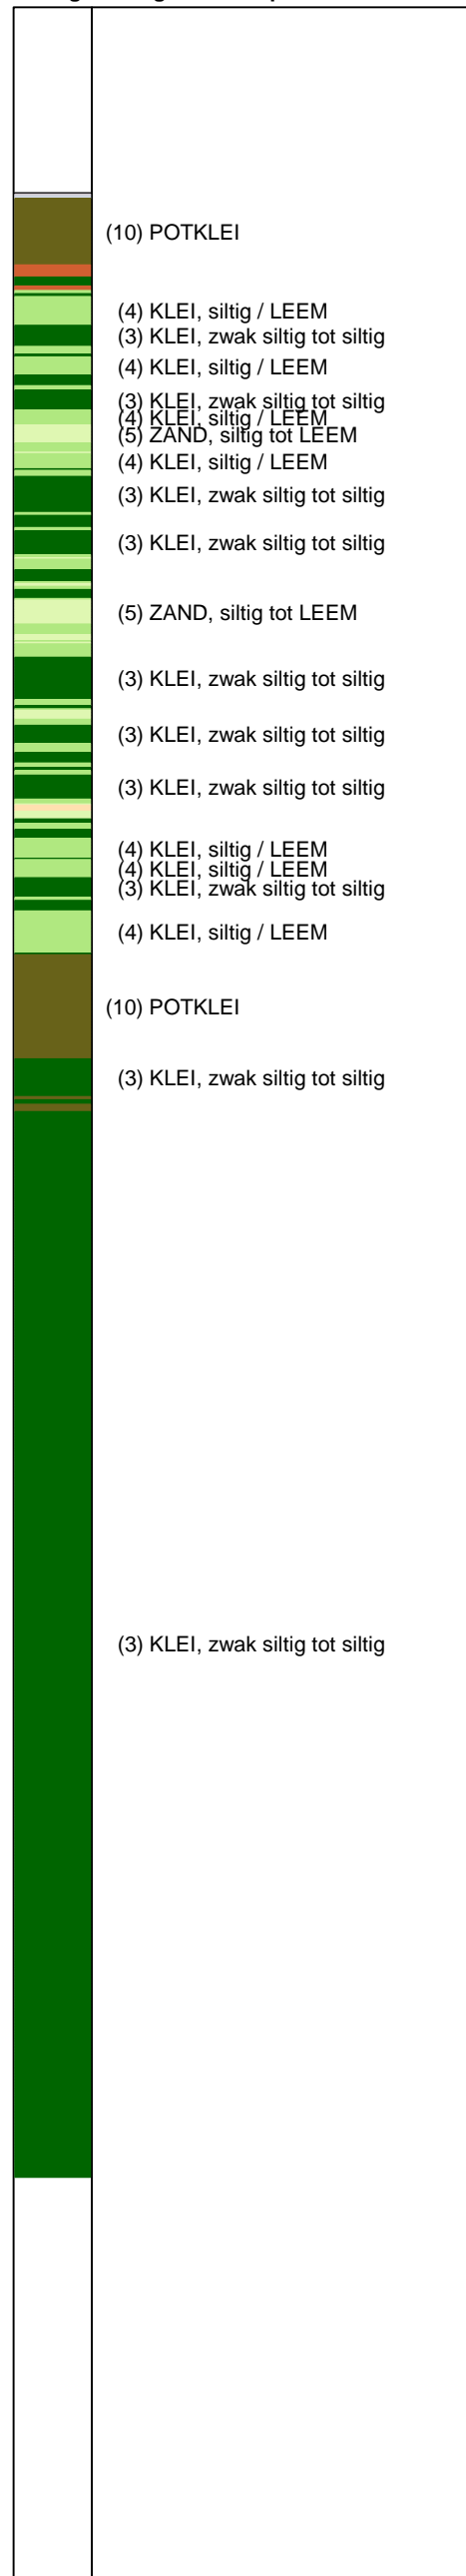 (10) POTKLEI
(4) KLEI, siltig / LEEM
(3) KLEI, zwak siltig tot siltig
(4) KLEI, siltig / LEEM
(3) KLEI, zwak siltig tot siltig
(4) KLEI, siltig / LEEM
(5) ZAND, siltig tot LEEM
(4) KLEI, siltig / LEEM
(3) KLEI, zwak siltig tot siltig
(3) KLEI, zwak siltig tot siltig
(5) ZAND, siltig tot LEEM
(3) KLEI, zwak siltig tot siltig
(3) KLEI, zwak siltig tot siltig
(3) KLEI, zwak siltig tot siltig
(4) KLEI, siltig / LEEM
(4) KLEI, siltig / LEEM
(3) KLEI, zwak siltig tot siltig
(4) KLEI, siltig / LEEM
(10) POTKLEI
(3) KLEI, zwak siltig tot siltig
(3) KLEI, zwak siltig tot siltig